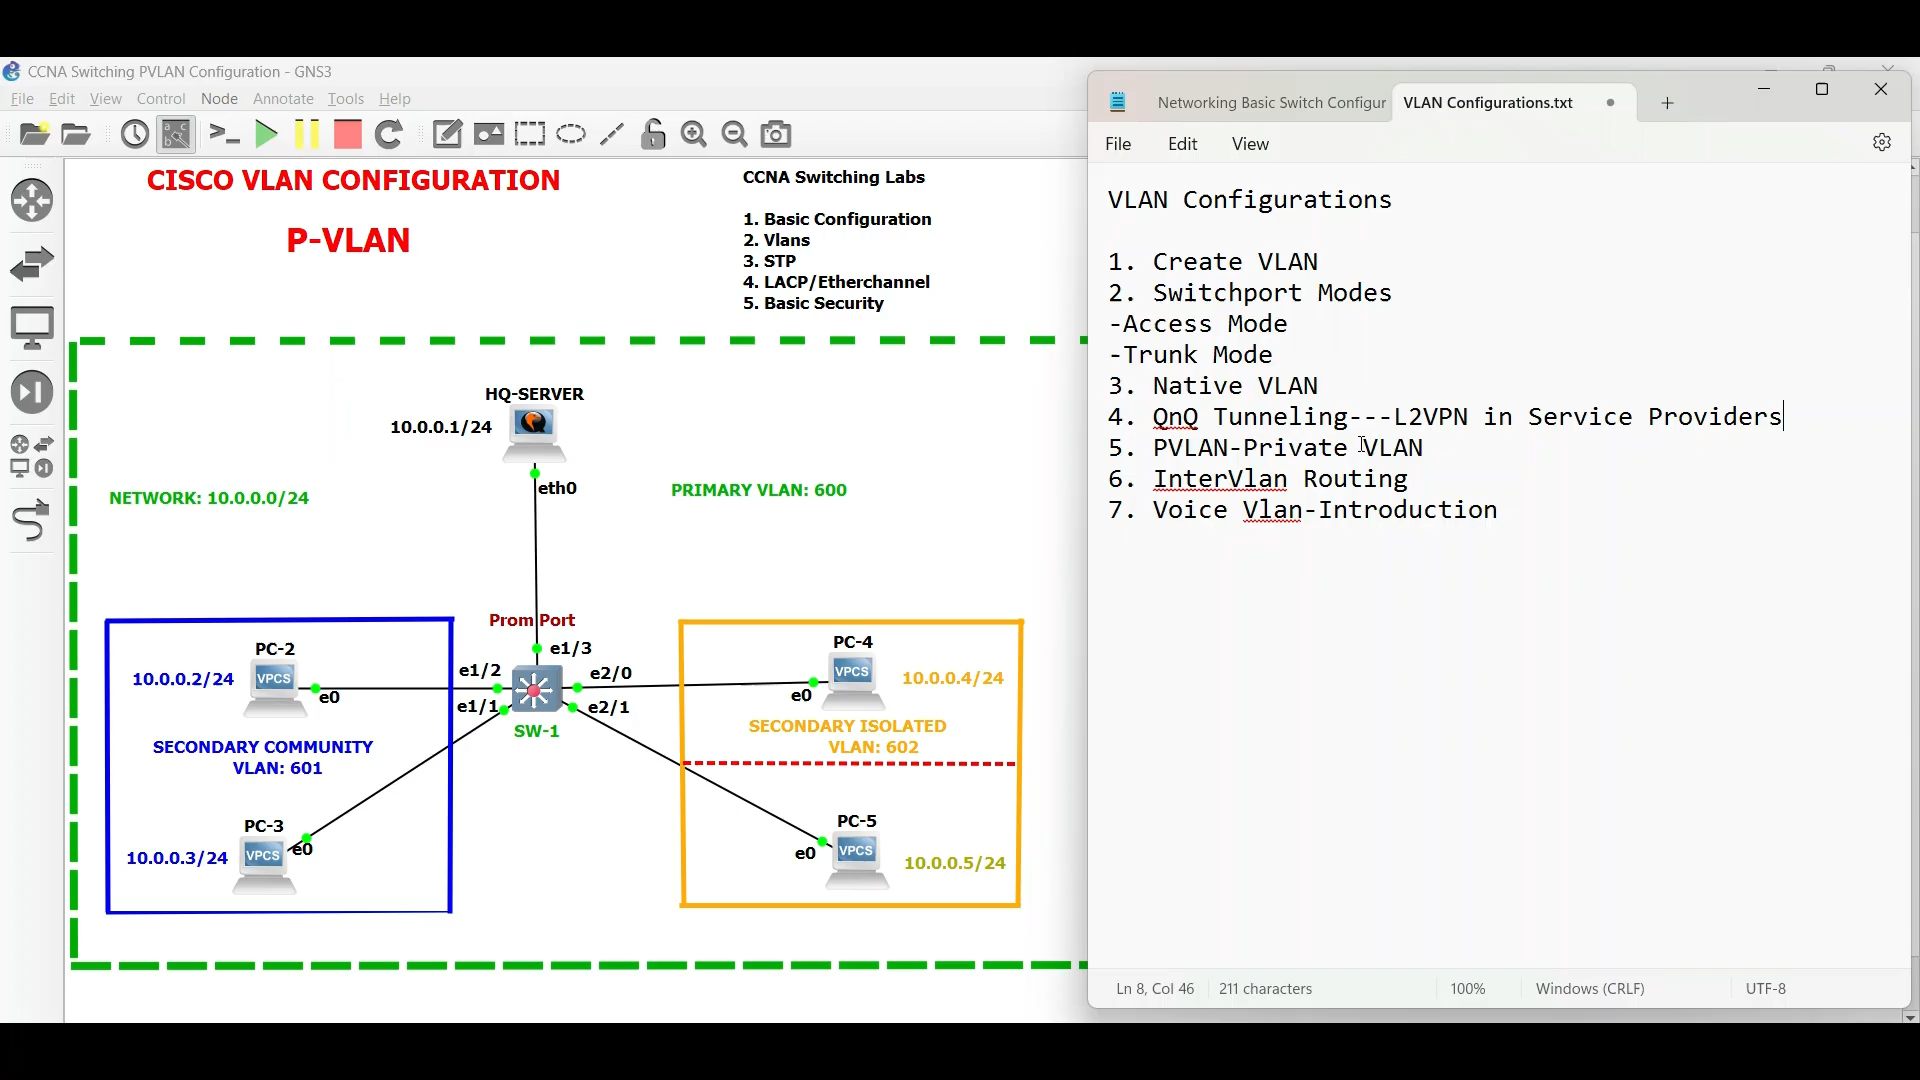 CCNA Switching PVLAN Configuration - GNS3
File Edit View Control Node Annotate Tools Help
CISCO VLAN CONFIGURATION
P-VLAN
CCNA Switching Labs
1. Basic Configuration
2. Vlans
3. STP
4. LACP/Etherchannel
5. Basic Security
HQ-SERVER
10.0.0.1/24
eth0
NETWORK: 10.0.0.0/24
PRIMARY VLAN: 600
Prom Port
e1/3
e1/2
e2/0
e1/1
e2/1
SW-1
PC-2
10.0.0.2/24
VPCS
e0
SECONDARY COMMUNITY
VLAN: 601
PC-3
10.0.0.3/24
VPCS
e0
PC-4
VPCS
10.0.0.4/24
e0
SECONDARY ISOLATED
VLAN: 602
PC-5
VPCS
e0
10.0.0.5/24
Networking Basic Switch Configur
VLAN Configurations.txt
File Edit View
VLAN Configurations
1. Create VLAN
2. Switchport Modes
-Access Mode
-Trunk Mode
3. Native VLAN
4. QnQ Tunneling---L2VPN in Service Providers
5. PVLAN-Private VLAN
6. InterVlan Routing
7. Voice Vlan-Introduction
Ln 8, Col 46 211 characters 100% Windows (CRLF) UTF-8